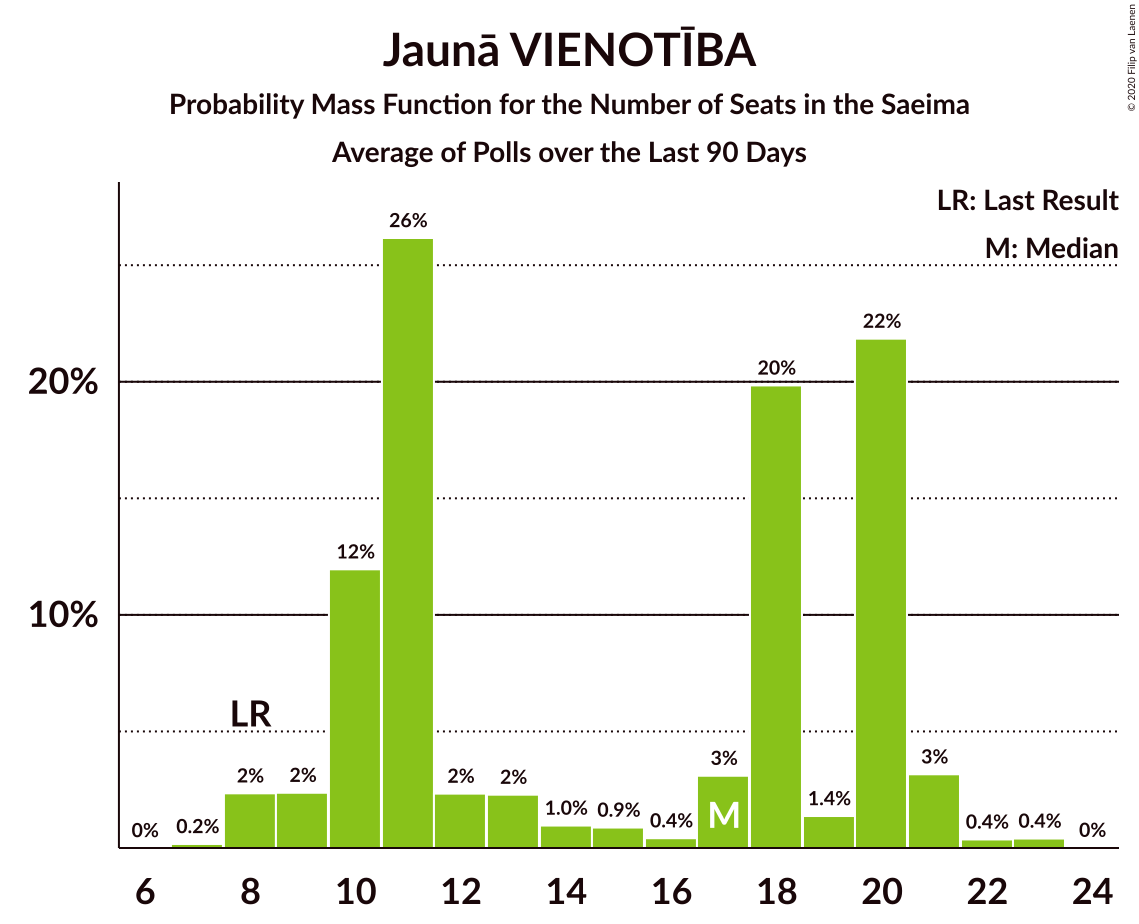 Jaunā VIENOTĪBA
Probability Mass Function for the Number of Seats in the Saeima
Average of Polls over the Last 90 Days
© 2020 Filip van Laenen
LR: Last Result
M: Median
26%
22%
20%
20%
12%
10%
LR
3%
3%
2%
2%
2%
2%
1.4%
1.0%
0.9%
0.4%
0.4%
0.4%
0%
0.2%
0%
M
6 8 10 12 14 16 18 20 22 24